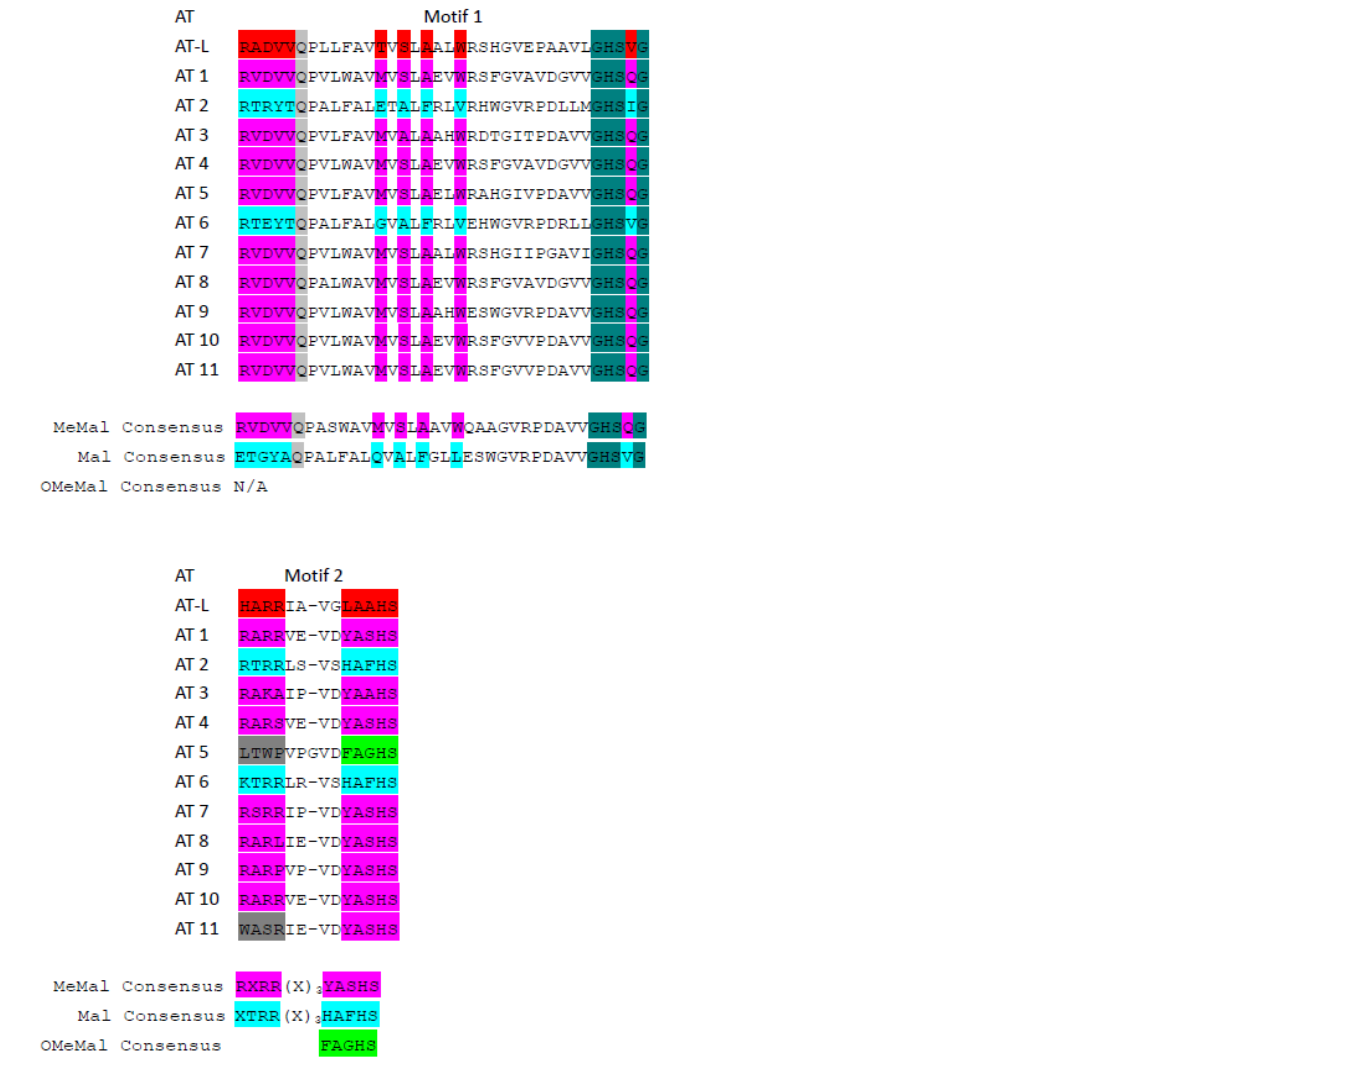 AT Motif 1
AT-L RADVVQPLLFAVTVSLAALWRSHGVEPAAVLGHSVG
AT 1 RVDVVQPVLWAVMVSLAEVWRSFGVAVDGVVGHSQG
AT 2 RTRYTQPALFALETALFRLVRHWGVRPDLLMGHSIG
AT 3 RVDVVQPVLFAVMVALAAHWRDTGITPDAVVGHSQG
AT 4 RVDVVQPVLWAVMVSLAEVWRSFGVAVDGVVGHSQG
AT 5 RVDVVQPVLFAVMVSLAELWRAHGIVPDAVVGHSQG
AT 6 RTEYTQPALFALGVALFRLVEHWGVRPDRLLGHSVG
AT 7 RVDVVQPVLWAVMVSLAALWRSHGIIPGAVIGHSQG
AT 8 RVDVVQPALWAVMVSLAEVWRSFGVAVDGVVGHSQG
AT 9 RVDVVQPVLWAVMVSLAAHWESWGVRPDAVVGHSQG
AT 10 RVDVVQPVLWAVMVSLAEVWRSFGVVPDAVVGHSQG
AT 11 RVDVVQPVLWAVMVSLAEVWRSFGVVPDAVVGHSQG
MeMal Consensus RVDVVQPASWAVMVSLAAVWQAAGVRPDAVVGHSQG
Mal Consensus ETGYAQPALFALQVALFGLLESWGVRPDAVVGHSVG
OMeMal Consensus N/A
AT Motif 2
AT-L HARRIA-VGLAAHS
AT 1 RARRVE-VDYASHS
AT 2 RTRRLS-VSHAFHS
AT 3 RAKAIP-VDYAAHS
AT 4 RARSVE-VDYASHS
AT 5 LTWPVPGVDFAGHS
AT 6 KTRRLR-VSHAFHS
AT 7 RSRRIP-VDYASHS
AT 8 RARLIE-VDYASHS
AT 9 RARPVP-VDYASHS
AT 10 RARRVE-VDYASHS
AT 11 WASRIE-VDYASHS
MeMal Consensus RXRR(X)₃YASHS
Mal Consensus XTRR(X)₃HAFHS
OMeMal Consensus FAGHS